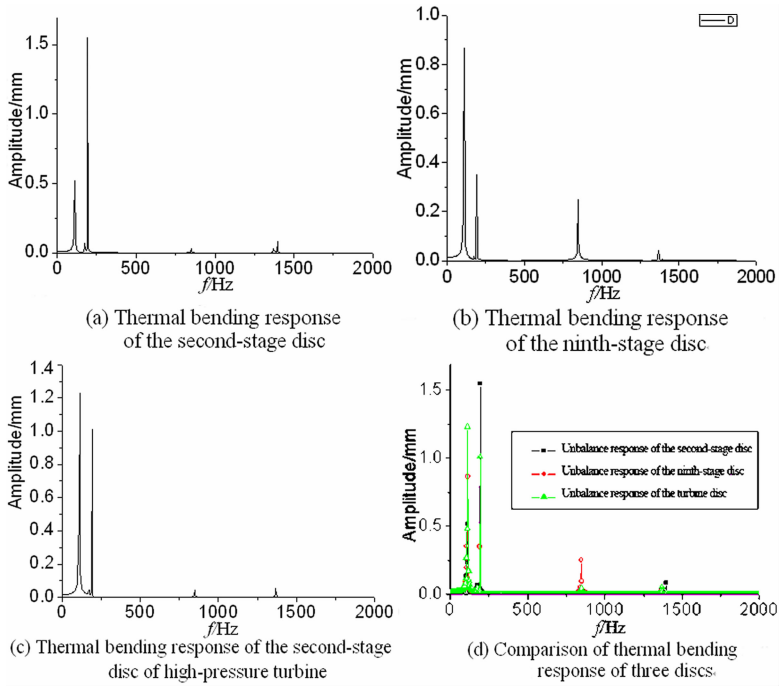 Amplitude/mm
1.5
1.0
0.5
0.0
0 500 1000 1500 2000
f/Hz
(a) Thermal bending response
of the second-stage disc
D
Amplitude/mm
1.0
0.8
0.6
0.4
0.2
0.0
0 500 1000 1500 2000
f/Hz
(b) Thermal bending response
of the ninth-stage disc
Amplitude/mm
1.4
1.2
1.0
0.8
0.6
0.4
0.2
0.0
0 500 1000 1500 2000
f/Hz
(c) Thermal bending response of the second-stage
disc of high-pressure turbine
Amplitude/mm
1.5
1.0
0.5
0.0
Unbalance response of the second-stage disc
Unbalance response of the ninth-stage disc
Unbalance response of the turbine disc
0 500 1000 1500 2000
f/Hz
(d) Comparison of thermal bending
response of three discs